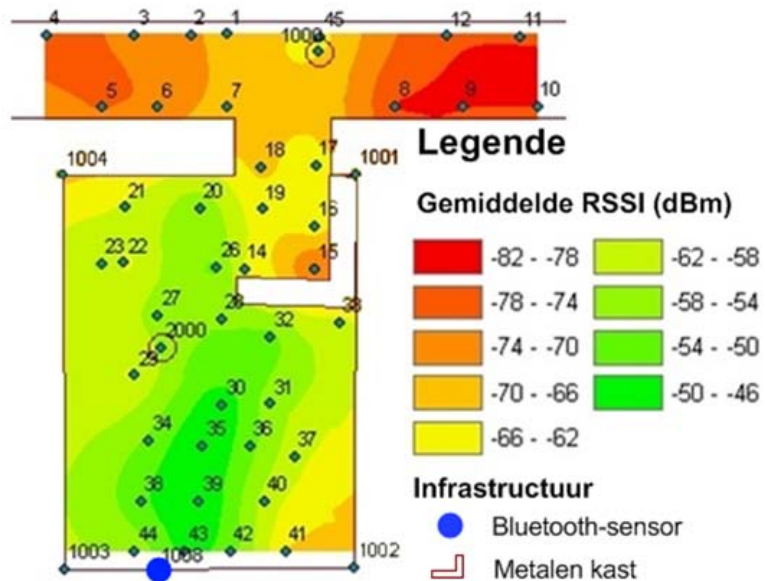 4 3 2 1 45 12 11
1000
5 6 7 8 9 10
1004 18 17 1001
21 20 19 16
23 22 26 14 15
27 28 38
2000 32
29
30 31
34 35 36 37
38 39 40
44 43 42 41
1003 1008 1002
Legende
Gemiddelde RSSI (dBm)
-82 - -78 -62 - -58
-78 - -74 -58 - -54
-74 - -70 -54 - -50
-70 - -66 -50 - -46
-66 - -62
Infrastructuur
Bluetooth-sensor
Metalen kast